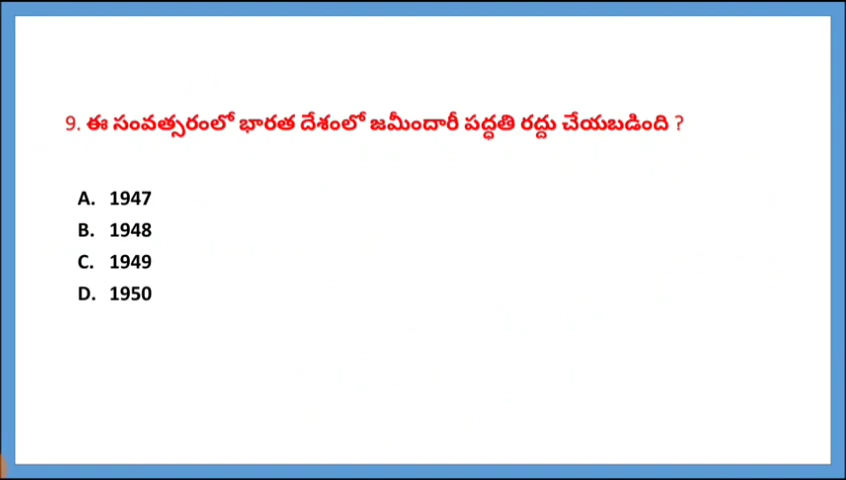 9. ఈ సంవత్సరంలో భారత దేశంలో జమీందారీ పద్ధతి రద్దు చేయబడింది ?
A. 1947
B. 1948
C. 1949
D. 1950